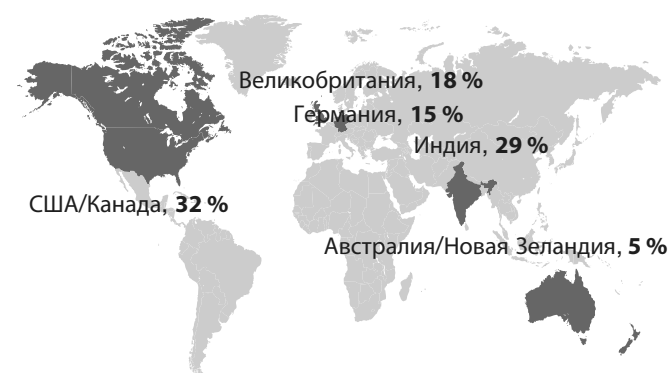 Великобритания, 18 %
Германия, 15 %
Индия, 29 %
США/Канада, 32 %
Австралия/Новая Зеландия, 5 %